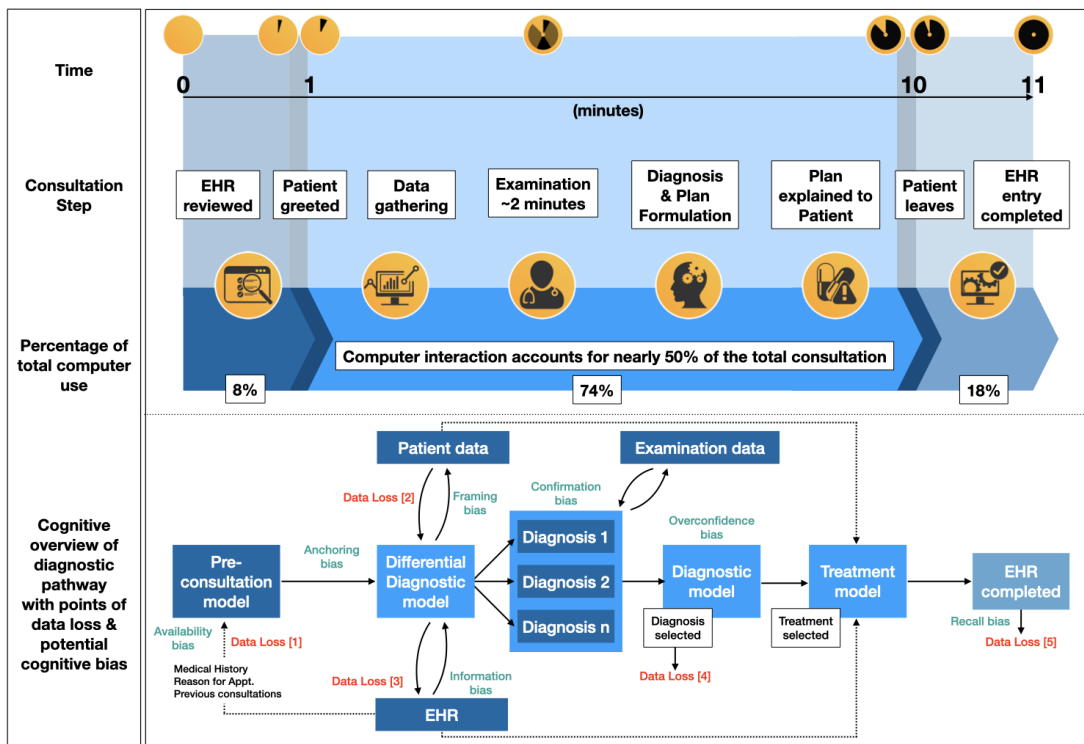 Time
0
1
10
11
(minutes)
Consultation
Step
EHR
reviewed
Patient
greeted
Data
gathering
Examination
~2 minutes
Diagnosis
& Plan
Formulation
Plan
explained to
Patient
Patient
leaves
EHR
entry
completed
Percentage of
total computer
use
Computer interaction accounts for nearly 50% of the total consultation
8%
74%
18%
Cognitive
overview of
diagnostic
pathway
with points of
data loss &
potential
cognitive bias
Patient data
Examination data
Data Loss [2]
Framing
bias
Confirmation
bias
Pre-
consultation
model
Anchoring
bias
Differential
Diagnostic
model
Diagnosis 1
Diagnosis 2
Diagnosis n
Overconfidence
bias
Diagnostic
model
Diagnosis
selected
Data Loss [4]
Treatment
model
Treatment
selected
EHR
completed
Recall bias
Data Loss [5]
Availability
bias
Data Loss [1]
Medical History
Reason for Appt.
Previous consultations
Data Loss [3]
Information
bias
EHR